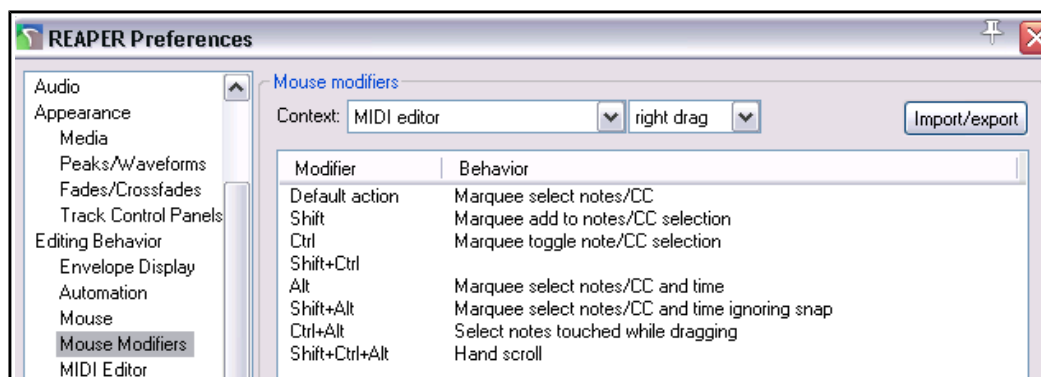 REAPER Preferences
Audio
Appearance
Media
Peaks/Waveforms
Fades/Crossfades
Track Control Panels
Editing Behavior
Envelope Display
Automation
Mouse
Mouse Modifiers
MIDI Editor
Mouse modifiers
Context: MIDI editor right drag Import/export
Modifier Behavior
Default action Marquee select notes/CC
Shift Marquee add to notes/CC selection
Ctrl Marquee toggle note/CC selection
Shift+Ctrl
Alt Marquee select notes/CC and time
Shift+Alt Marquee select notes/CC and time ignoring snap
Ctrl+Alt Select notes touched while dragging
Shift+Ctrl+Alt Hand scroll